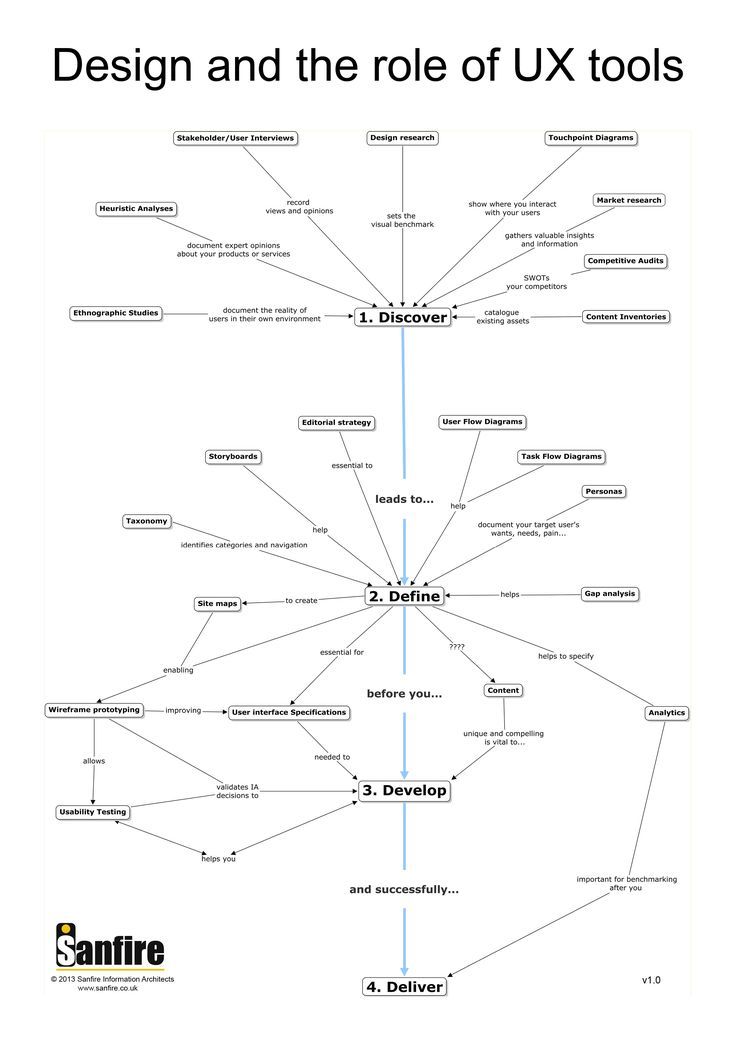 Design and the role of UX tools
Stakeholder/User Interviews
Design research
Touchpoint Diagrams
Heuristic Analyses
record
views and opinions
sets the
visual benchmark
show where you interact
with your users
Market research
document expert opinions
about your products or services
gathers valuable insights
and information
Competitive Audits
SWOTs
your competitors
Ethnographic Studies
document the reality of
users in their own environment
1. Discover
catalogue
existing assets
Content Inventories
Editorial strategy
User Flow Diagrams
Storyboards
essential to
Task Flow Diagrams
leads to...
Personas
help
help
Taxonomy
identifies categories and navigation
document your target user's
wants, needs, pain...
Site maps
to create
2. Define
helps
Gap analysis
enabling
essential for
????
helps to specify
before you...
Content
Wireframe prototyping
improving
User interface Specifications
Analytics
unique and compelling
is vital to...
allows
needed to
validates IA
decisions to
3. Develop
Usability Testing
helps you
and successfully...
important for benchmarking
after you
Sanfire
© 2013 Sanfire Information Architects
www.sanfire.co.uk
4. Deliver
v1.0